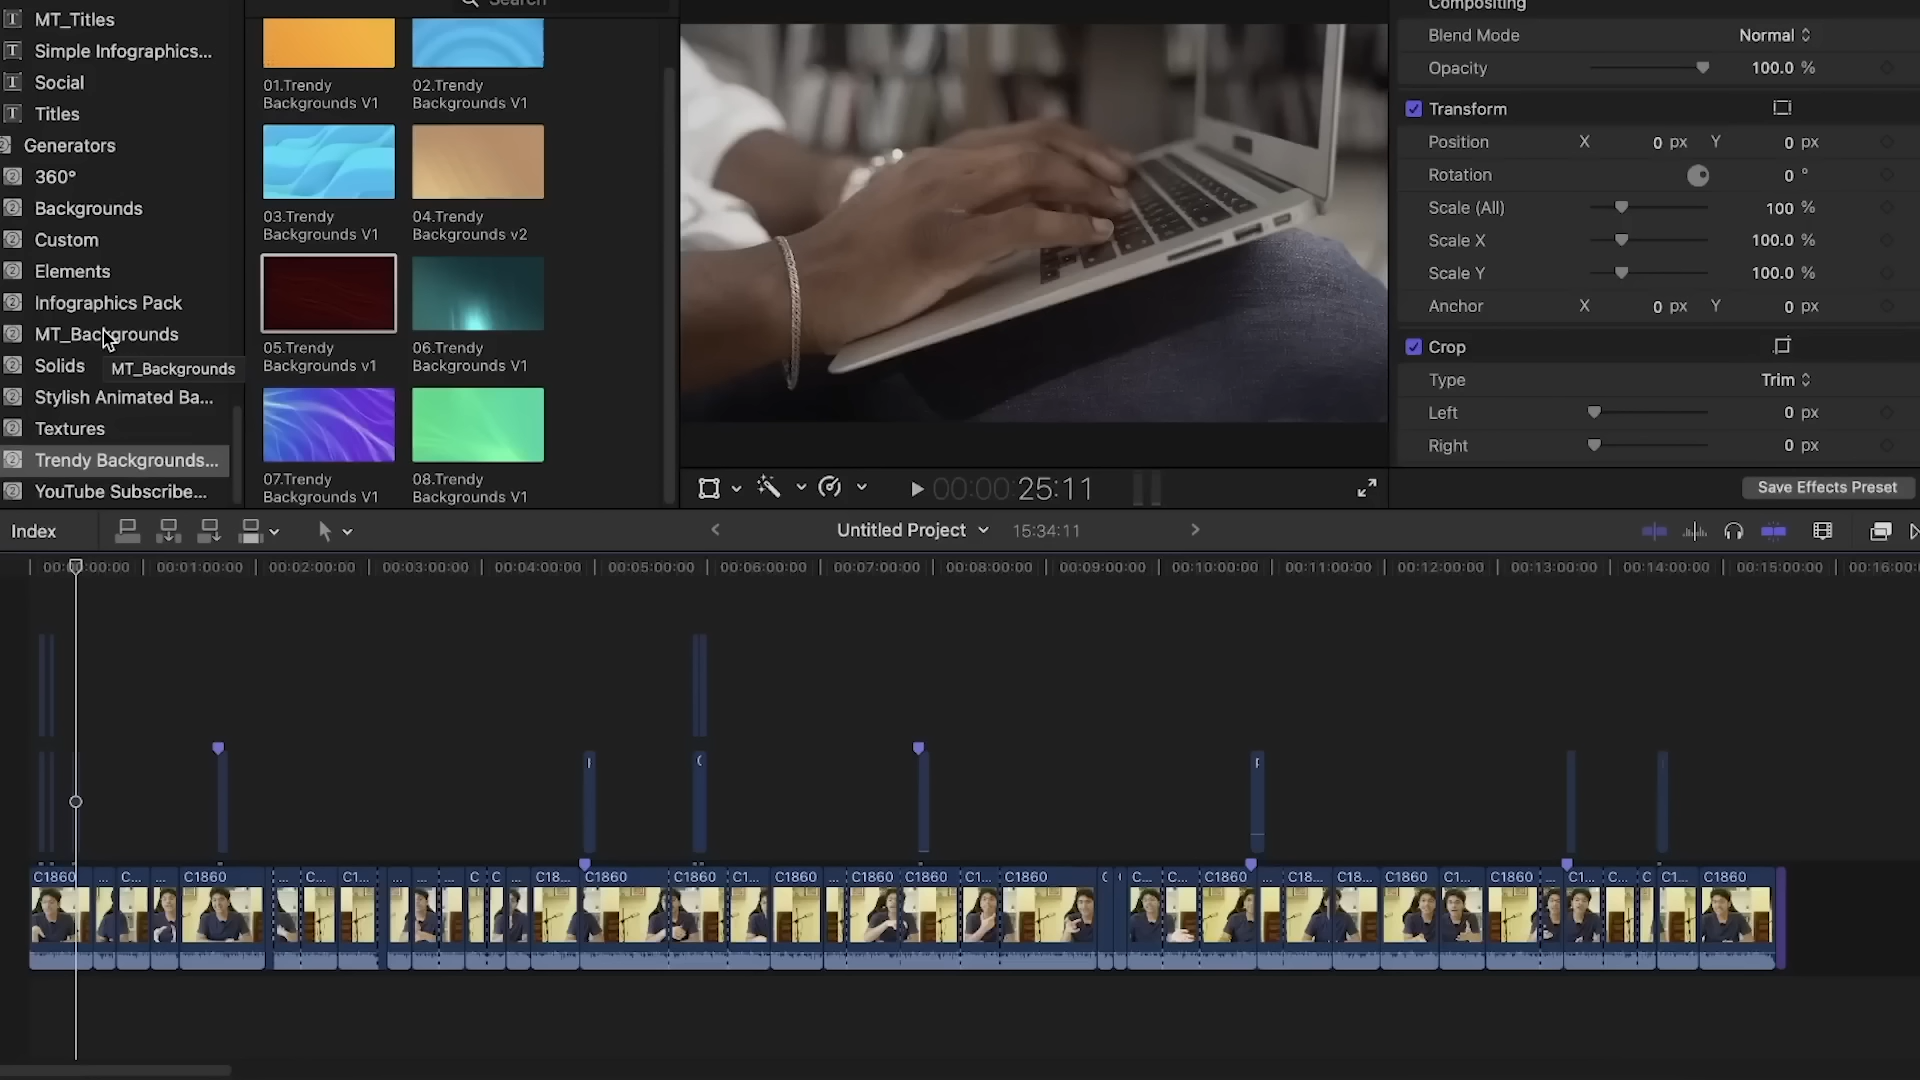 MT_Titles
Simple Infographics...
Social
Titles
Generators
360°
Backgrounds
Custom
Elements
Infographics Pack
MT_Backgrounds
Solids
MT_Backgrounds
Stylish Animated Ba...
Textures
Trendy Backgrounds...
YouTube Subscribe...
Search
01.Trendy
Backgrounds V1
02.Trendy
Backgrounds V1
03.Trendy
Backgrounds V1
04.Trendy
Backgrounds v2
05.Trendy
Backgrounds v1
06.Trendy
Backgrounds V1
07.Trendy
Backgrounds V1
08.Trendy
Backgrounds V1
00:00:25:11
Compositing
Blend Mode Normal
Opacity 100.0 %
Transform
Position X 0 px Y 0 px
Rotation 0 °
Scale (All) 100 %
Scale X 100.0 %
Scale Y 100.0 %
Anchor X 0 px Y 0 px
Crop
Type Trim
Left 0 px
Right 0 px
Save Effects Preset
Index
Untitled Project 15:34:11
00:01:00:00 00:02:00:00 00:03:00:00 00:04:00:00 00:05:00:00 00:06:00:00 00:07:00:00 00:08:00:00 00:09:00:00 00:10:00:00 00:11:00:00 00:12:00:00 00:13:00:00 00:14:00:00 00:15:00:00 00:16:00:
C1860 ... C... ... C1860 ... C... C1... ... ... ... C C ... C18... C1860 C1860 C1... C1860 ... C1860 C1860 C1... C1860 C... C... C1860 ... C18... C18... C1860 C1... C1860 ... C1... C... C C1... C1860